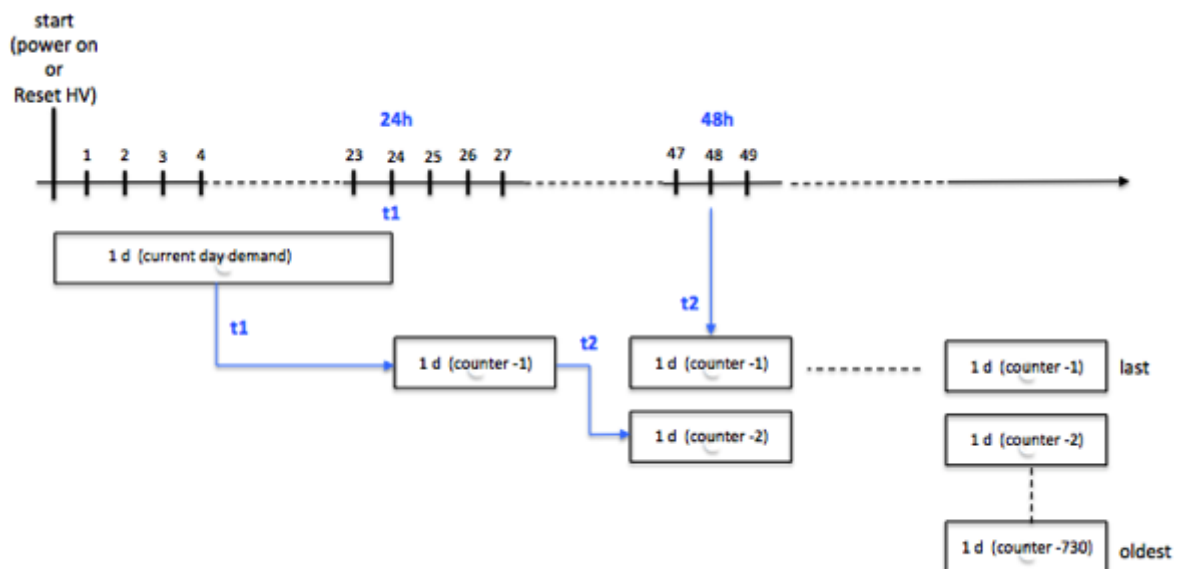 start
(power on
or
Reset HV)
24h
48h
1 2 3 4 23 24 25 26 27 47 48 49
t1
1 d (current day demand)
t1
t2
t2
1 d (counter -1)
1 d (counter -1)
1 d (counter -1)
last
1 d (counter -2)
1 d (counter -2)
1 d (counter -730)
oldest